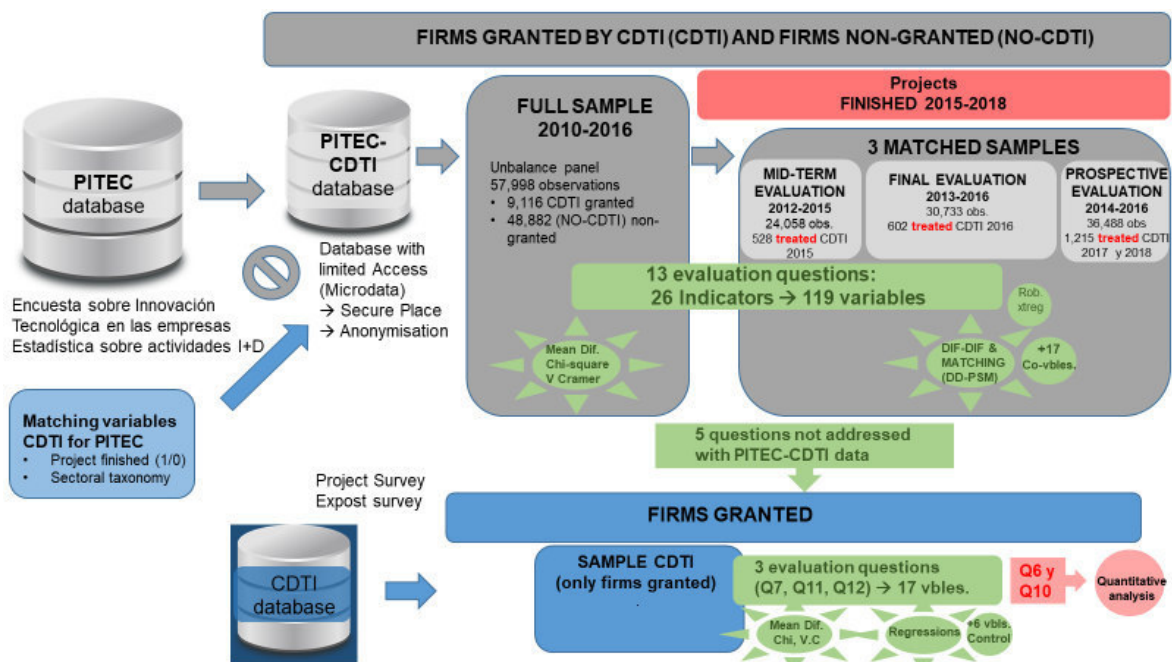 FIRMS GRANTED BY CDTI (CDTI) AND FIRMS NON-GRANTED (NO-CDTI)
Projects
FINISHED 2015-2018
PITEC
database
PITEC-
CDTI
database
FULL SAMPLE
2010-2016
Unbalance panel
57,998 observations
• 9,116 CDTI granted
• 48,882 (NO-CDTI) non-
granted
3 MATCHED SAMPLES
MID-TERM
EVALUATION
2012-2015
24,058 obs.
528 treated CDTI
2015
FINAL EVALUATION
2013-2016
30,733 obs.
602 treated CDTI 2016
PROSPECTIVE
EVALUATION
2014-2016
36,488 obs
1,215 treated CDTI
2017 y 2018
Encuesta sobre Innovación
Tecnológica en las empresas
Estadística sobre actividades I+D
Database with
limited Access
(Microdata)
→ Secure Place
→ Anonymisation
13 evaluation questions:
26 Indicators → 119 variables
Rob.
xtreg
Mean Dif.
Chi-square
V Cramer
DIF-DIF &
MATCHING
(DD-PSM)
+17
Co-vbles.
Matching variables
CDTI for PITEC
• Project finished (1/0)
• Sectoral taxonomy
5 questions not addressed
with PITEC-CDTI data
Project Survey
Expost survey
FIRMS GRANTED
CDTI
database
SAMPLE CDTI
(only firms granted)
.
3 evaluation questions
(Q7, Q11, Q12) → 17 vbles.
Q6 y
Q10
Quantitative
analysis
Mean Dif.
Chi, V.C
Regressions
+6 vbls.
Control